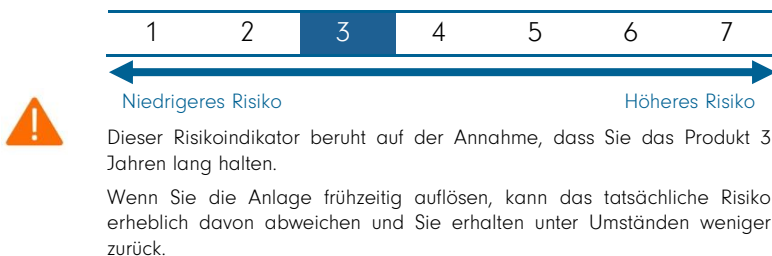 1 2 3 4 5 6 7
Niedrigeres Risiko Höheres Risiko
Dieser Risikoindikator beruht auf der Annahme, dass Sie das Produkt 3
Jahren lang halten.
Wenn Sie die Anlage frühzeitig auflösen, kann das tatsächliche Risiko
erheblich davon abweichen und Sie erhalten unter Umständen weniger
zurück.